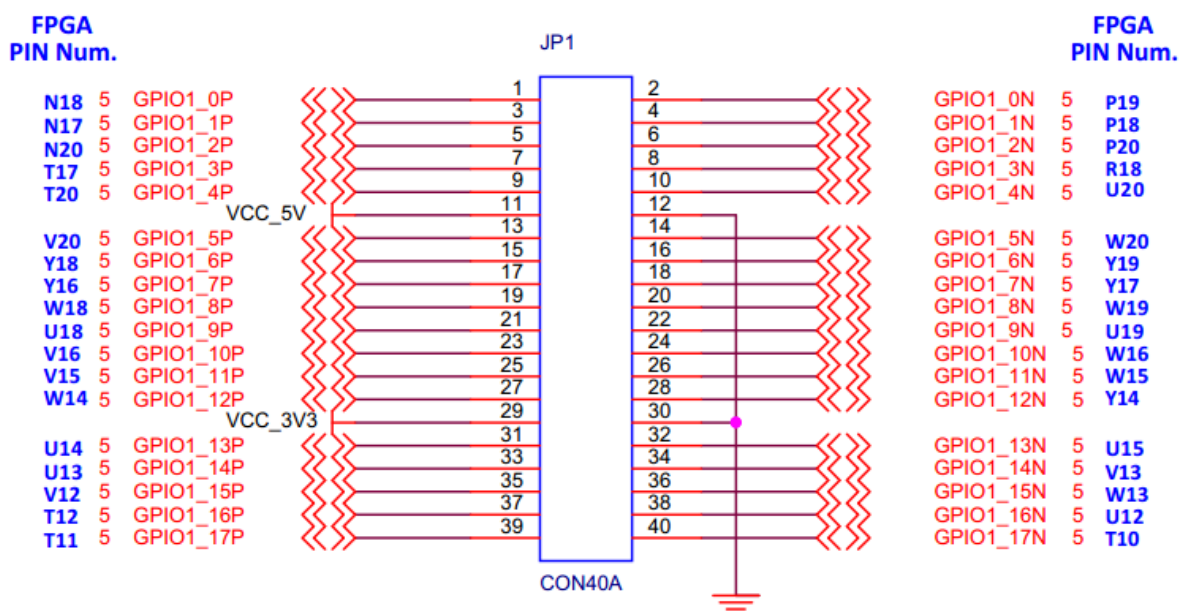 FPGA PIN Num. JP1 FPGA PIN Num.
N18 5 GPIO1_0P 1 2 GPIO1_0N 5 P19
N17 5 GPIO1_1P 3 4 GPIO1_1N 5 P18
N20 5 GPIO1_2P 5 6 GPIO1_2N 5 P20
T17 5 GPIO1_3P 7 8 GPIO1_3N 5 R18
T20 5 GPIO1_4P 9 10 GPIO1_4N 5 U20
VCC_5V 11 12
V20 5 GPIO1_5P 13 14 GPIO1_5N 5 W20
Y18 5 GPIO1_6P 15 16 GPIO1_6N 5 Y19
Y16 5 GPIO1_7P 17 18 GPIO1_7N 5 Y17
W18 5 GPIO1_8P 19 20 GPIO1_8N 5 W19
U18 5 GPIO1_9P 21 22 GPIO1_9N 5 U19
V16 5 GPIO1_10P 23 24 GPIO1_10N 5 W16
V15 5 GPIO1_11P 25 26 GPIO1_11N 5 W15
W14 5 GPIO1_12P 27 28 GPIO1_12N 5 Y14
VCC_3V3 29 30
U14 5 GPIO1_13P 31 32 GPIO1_13N 5 U15
U13 5 GPIO1_14P 33 34 GPIO1_14N 5 V13
V12 5 GPIO1_15P 35 36 GPIO1_15N 5 W13
T12 5 GPIO1_16P 37 38 GPIO1_16N 5 U12
T11 5 GPIO1_17P 39 40 GPIO1_17N 5 T10
CON40A